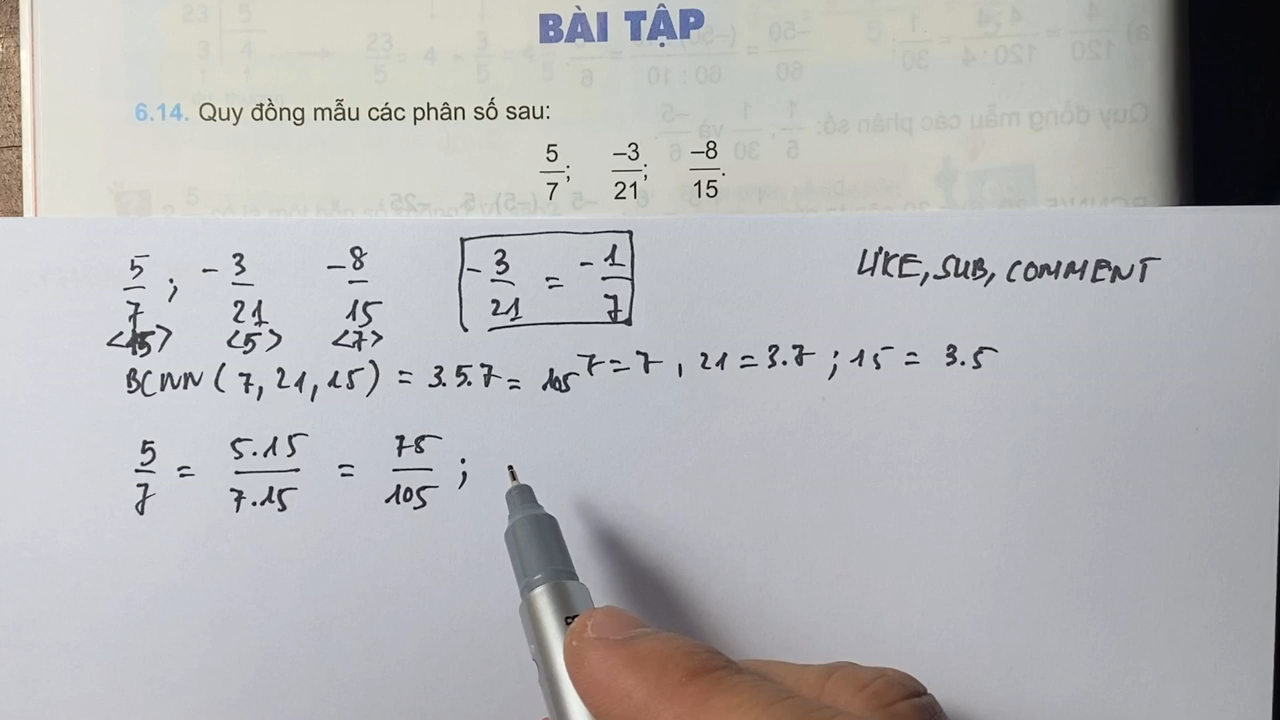 BÀI TẬP
6.14. Quy đồng mẫu các phân số sau:
5/7; -3/21; -8/15.
5/7 ; -3/21 -8/15 -3/21 = -1/7 LIKE, SUB, COMMENT
<15> <5> <7>
BCNN (7, 21, 15) = 3.5.7 = 105 7=7 , 21 = 3.7 ; 15 = 3.5
5/7 = 5.15/7.15 = 75/105 ;